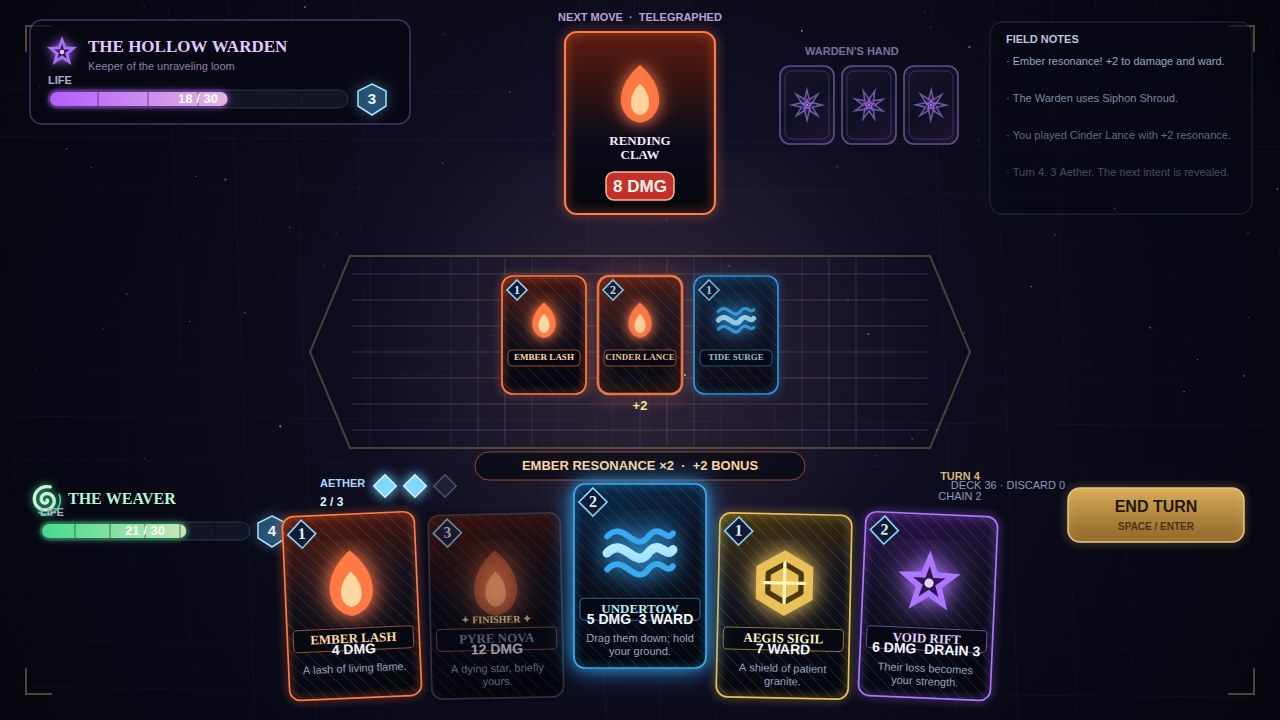 THE HOLLOW WARDEN
Keeper of the unraveling loom
LIFE
18 / 30
3
NEXT MOVE · TELEGRAPHED
RENDING
CLAW
8 DMG
WARDEN'S HAND
FIELD NOTES
· Ember resonance! +2 to damage and ward.
· The Warden uses Siphon Shroud.
· You played Cinder Lance with +2 resonance.
· Turn 4. 3 Aether. The next intent is revealed.
1
EMBER LASH
2
CINDER LANCE
1
TIDE SURGE
+2
EMBER RESONANCE ×2 · +2 BONUS
THE WEAVER
LIFE
21 / 30
4
AETHER
2 / 3
TURN 4
DECK 36 · DISCARD 0
CHAIN 2
END TURN
SPACE / ENTER
1
EMBER LASH
4 DMG
A lash of living flame.
3
✦ FINISHER ✦
PYRE NOVA
12 DMG
A dying star, briefly
yours.
2
UNDERTOW
5 DMG 3 WARD
Drag them down; hold
your ground.
1
AEGIS SIGIL
7 WARD
A shield of patient
granite.
2
VOID RIFT
6 DMG DRAIN 3
Their loss becomes
your strength.